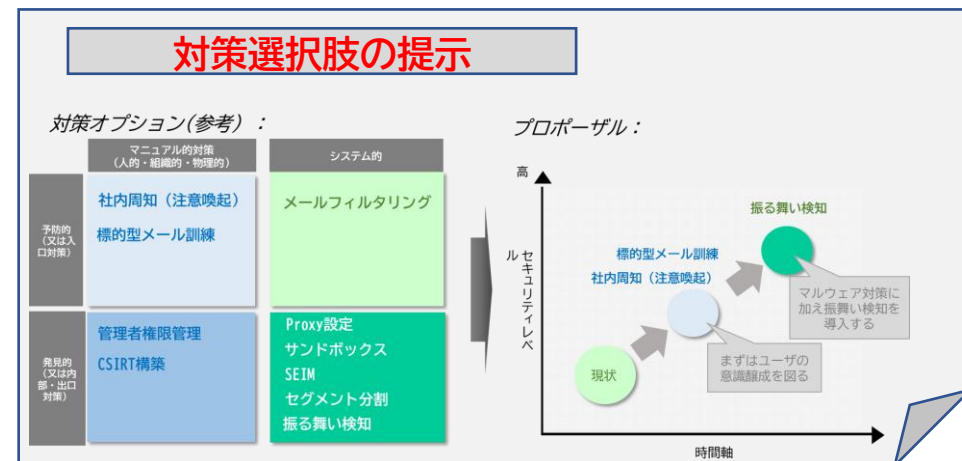 対策選択肢の提示
対策オプション(参考)：
マニュアル的対策
(人的・組織的・物理的)
システム的
予防的
(又は入
口対策)
社内周知（注意喚起）
標的型メール訓練
メールフィルタリング
発見的
(又は内
部・出口
対策)
管理者権限管理
CSIRT構築
Proxy設定
サンドボックス
SEIM
セグメント分割
振る舞い検知
プロポーザル：
高
セキュリティレベ
ル
振る舞い検知
標的型メール訓練
社内周知（注意喚起）
マルウェア対策に
加え振舞い検知を
導入する
まずはユーザの
意識醸成を図る
現状
時間軸